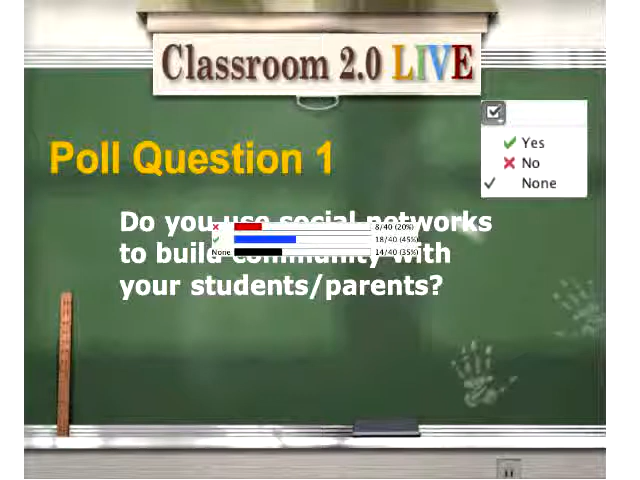 Classroom 2.0 LIVE
Yes
No
None
Poll Question 1
Do you use social networks
8/40 (20%)
18/40 (45%)
None 14/40 (35%)
to build community with
your students/parents?